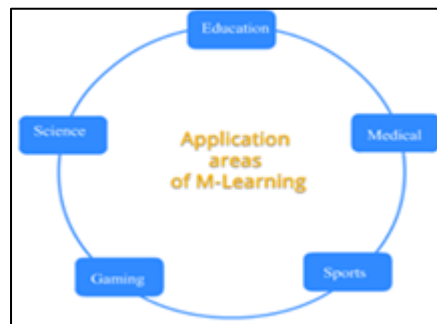 Education
Science
Medical
Application
areas
of M-Learning
Gaming
Sports